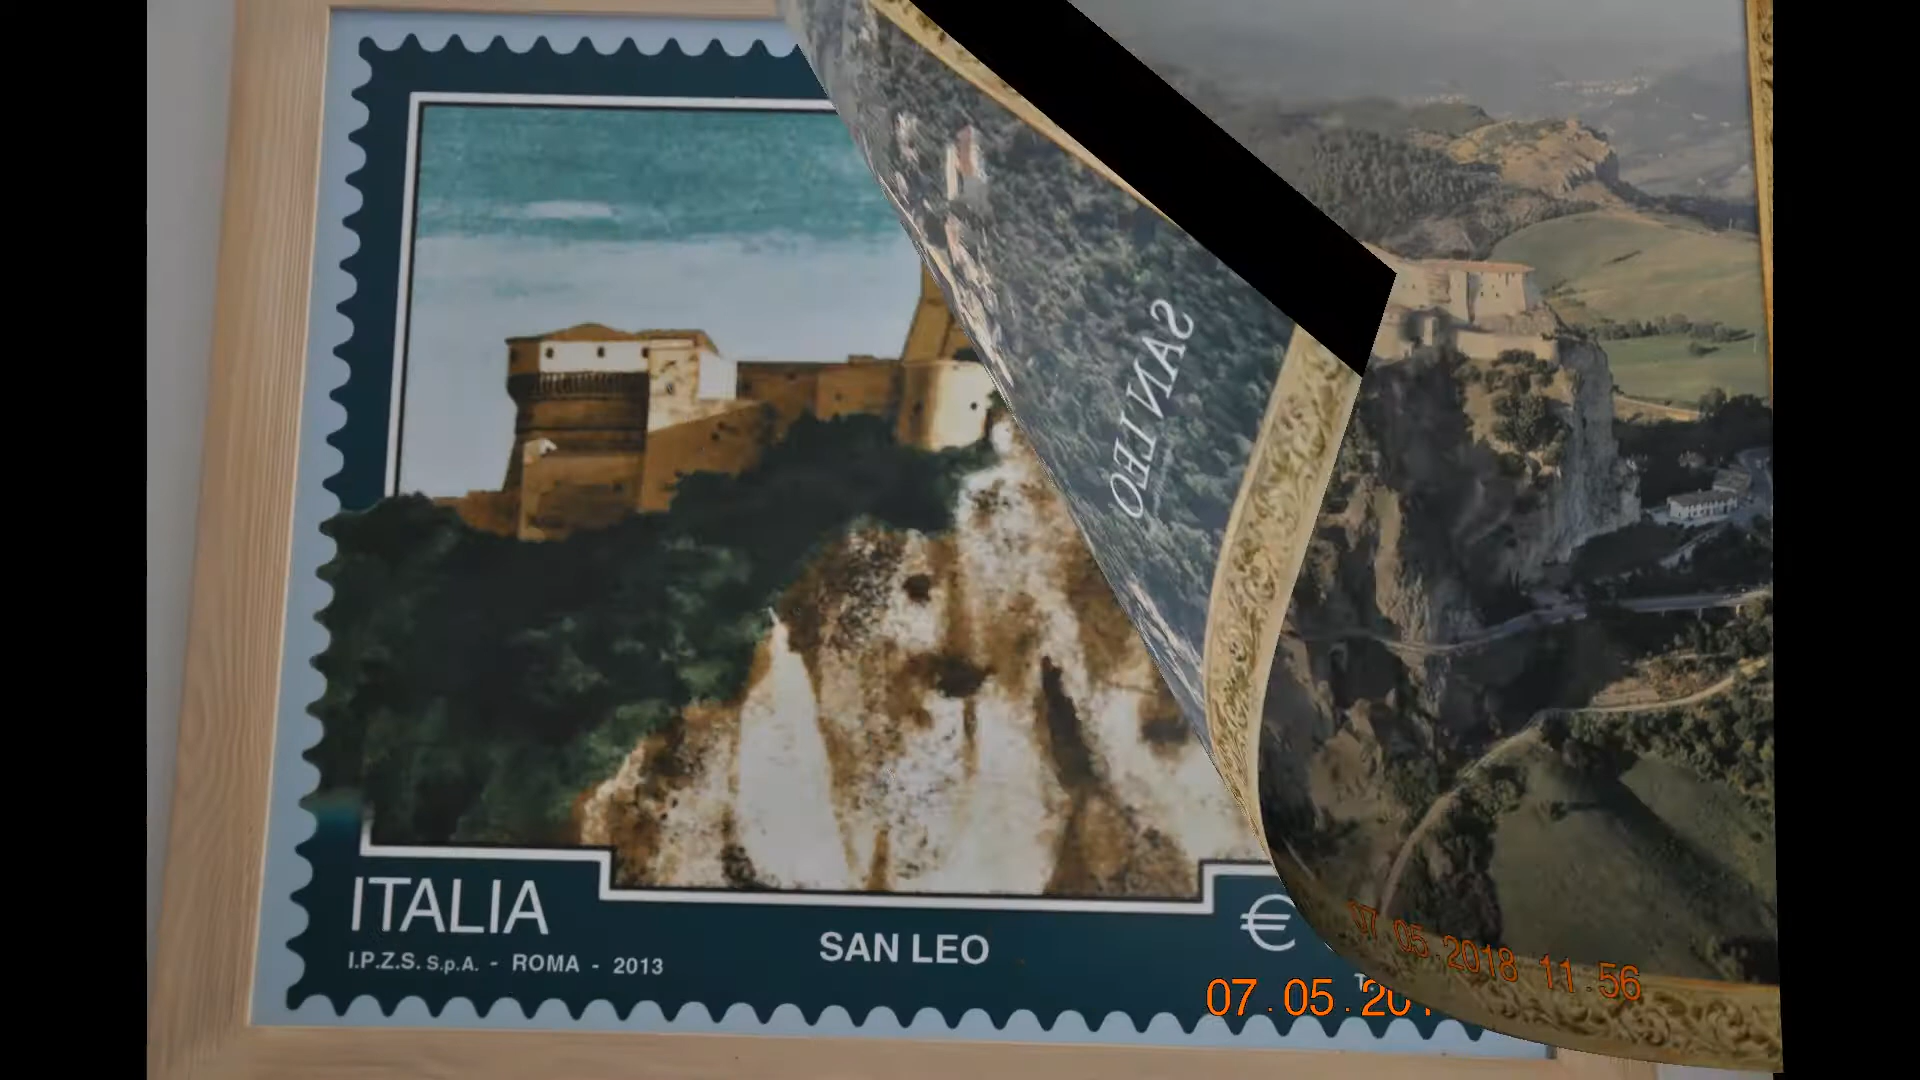 SAN LEO
ITALIA
€
I.P.Z.S. S.p.A. - ROMA - 2013
SAN LEO
07.05.2018 11:56
07.05.20